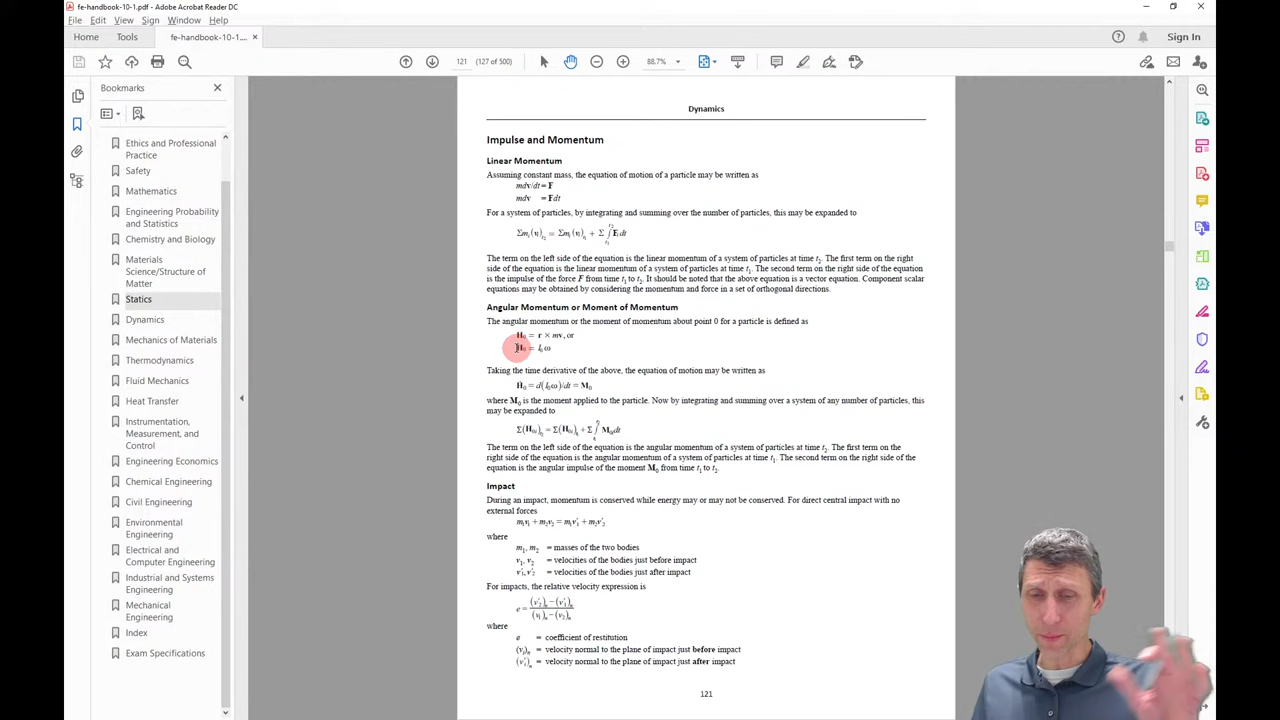 fe-handbook-10-1.pdf - Adobe Acrobat Reader DC
File Edit View Sign Window Help
Home Tools fe-handbook-10-1.... × Sign In
121 (127 of 500) 88.7%
Bookmarks
Ethics and Professional
Practice
Safety
Mathematics
Engineering Probability
and Statistics
Chemistry and Biology
Materials
Science/Structure of
Matter
Statics
Dynamics
Mechanics of Materials
Thermodynamics
Fluid Mechanics
Heat Transfer
Instrumentation,
Measurement, and
Control
Engineering Economics
Chemical Engineering
Civil Engineering
Environmental
Engineering
Electrical and
Computer Engineering
Industrial and Systems
Engineering
Mechanical
Engineering
Index
Exam Specifications
Dynamics
Impulse and Momentum
Linear Momentum
Assuming constant mass, the equation of motion of a particle may be written as
mdv/dt = F
mdv = Fdt
For a system of particles, by integrating and summing over the number of particles, this may be expanded to
Σmᵢ(vᵢ)t₂ = Σmᵢ(vᵢ)t₁ + Σ∫t₁t₂ Fᵢdt
The term on the left side of the equation is the linear momentum of a system of particles at time t₂. The first term on the right
side of the equation is the linear momentum of a system of particles at time t₁. The second term on the right side of the equation
is the impulse of the force F from time t₁ to t₂. It should be noted that the above equation is a vector equation. Component scalar
equations may be obtained by considering the momentum and force in a set of orthogonal directions.
Angular Momentum or Moment of Momentum
The angular momentum or the moment of momentum about point 0 for a particle is defined as
H₀ = r × mv, or
H₀ = I₀ω
Taking the time derivative of the above, the equation of motion may be written as
Ḣ₀ = d(I₀ω)/dt = M₀
where M₀ is the moment applied to the particle. Now by integrating and summing over a system of any number of particles, this
may be expanded to
Σ(H₀ᵢ)t₂ = Σ(H₀ᵢ)t₁ + Σ∫t₁t₂ M₀ᵢdt
The term on the left side of the equation is the angular momentum of a system of particles at time t₂. The first term on the
right side of the equation is the angular momentum of a system of particles at time t₁. The second term on the right side of the
equation is the angular impulse of the moment M₀ from time t₁ to t₂.
Impact
During an impact, momentum is conserved while energy may or may not be conserved. For direct central impact with no
external forces
m₁v₁ + m₂v₂ = m₁v′₁ + m₂v′₂
where
m₁, m₂ = masses of the two bodies
v₁, v₂ = velocities of the bodies just before impact
v′₁, v′₂ = velocities of the bodies just after impact
For impacts, the relative velocity expression is
e = ((v′₂)ₙ − (v′₁)ₙ) / ((v₁)ₙ − (v₂)ₙ)
where
e = coefficient of restitution
(vᵢ)ₙ = velocity normal to the plane of impact just before impact
(v′ᵢ)ₙ = velocity normal to the plane of impact just after impact
121